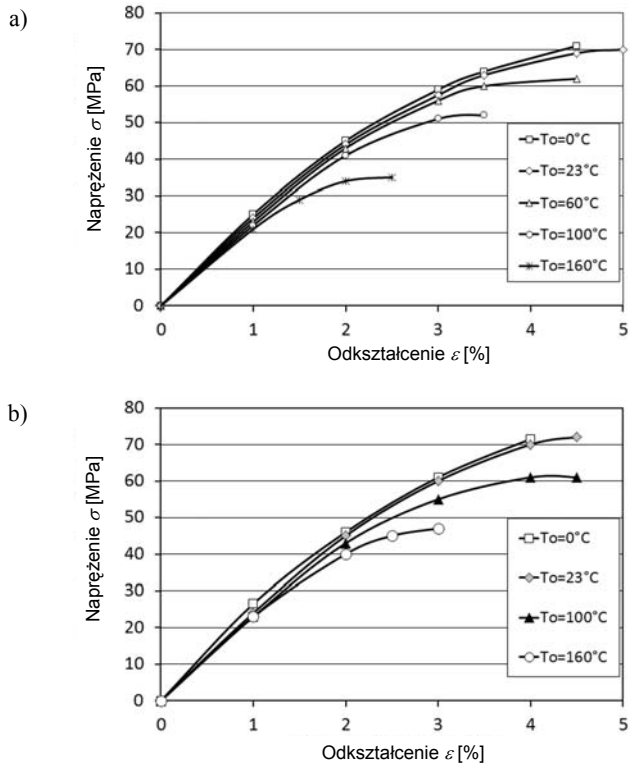 a)
Naprężenie σ [MPa]
80
70
60
50
40
30
20
10
0
0 1 2 3 4 5
Odkształcenie ε [%]
To=0°C
To=23°C
To=60°C
To=100°C
To=160°C
b)
Naprężenie σ [MPa]
80
70
60
50
40
30
20
10
0
0 1 2 3 4 5
Odkształcenie ε [%]
To=0°C
To=23°C
To=100°C
To=160°C